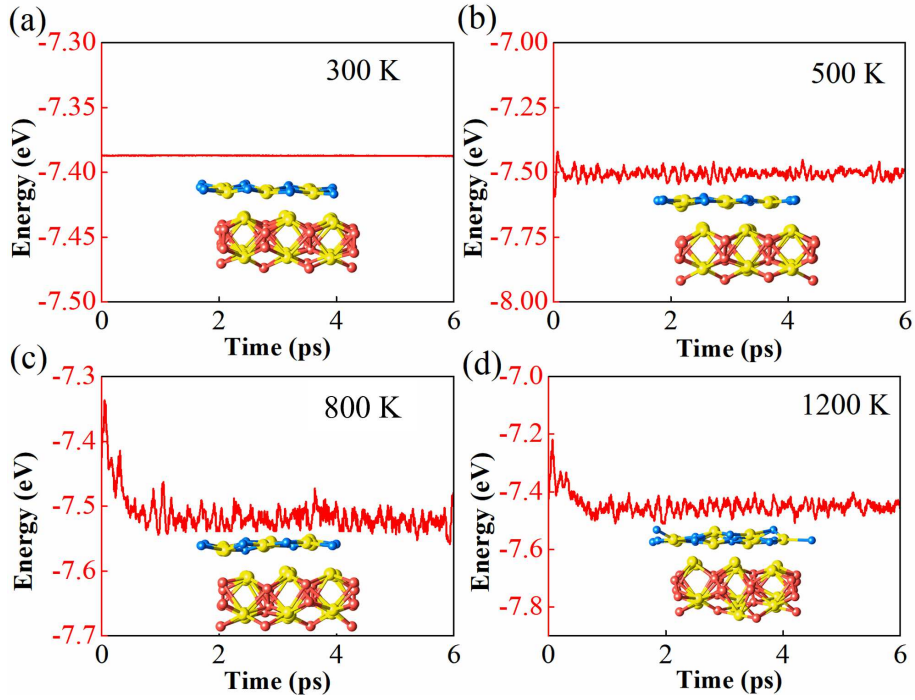 (a)
300 K
Energy (eV)
-7.30
-7.35
-7.40
-7.45
-7.50
0
2
4
6
Time (ps)
(b)
500 K
Energy (eV)
-7.00
-7.25
-7.50
-7.75
-8.00
0
2
4
6
Time (ps)
(c)
800 K
Energy (eV)
-7.3
-7.4
-7.5
-7.6
-7.7
0
2
4
6
Time (ps)
(d)
1200 K
Energy (eV)
-7.0
-7.2
-7.4
-7.6
-7.8
0
2
4
6
Time (ps)